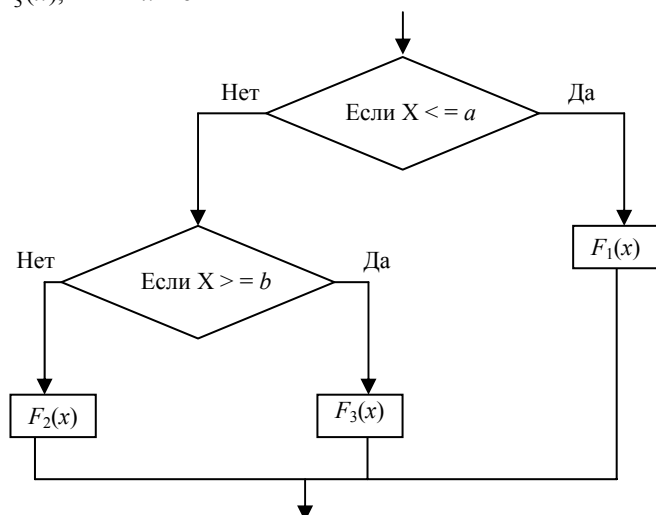 Нет Да
Если X < = a
F₁(x)
Нет Да
Если X > = b
F₂(x) F₃(x)